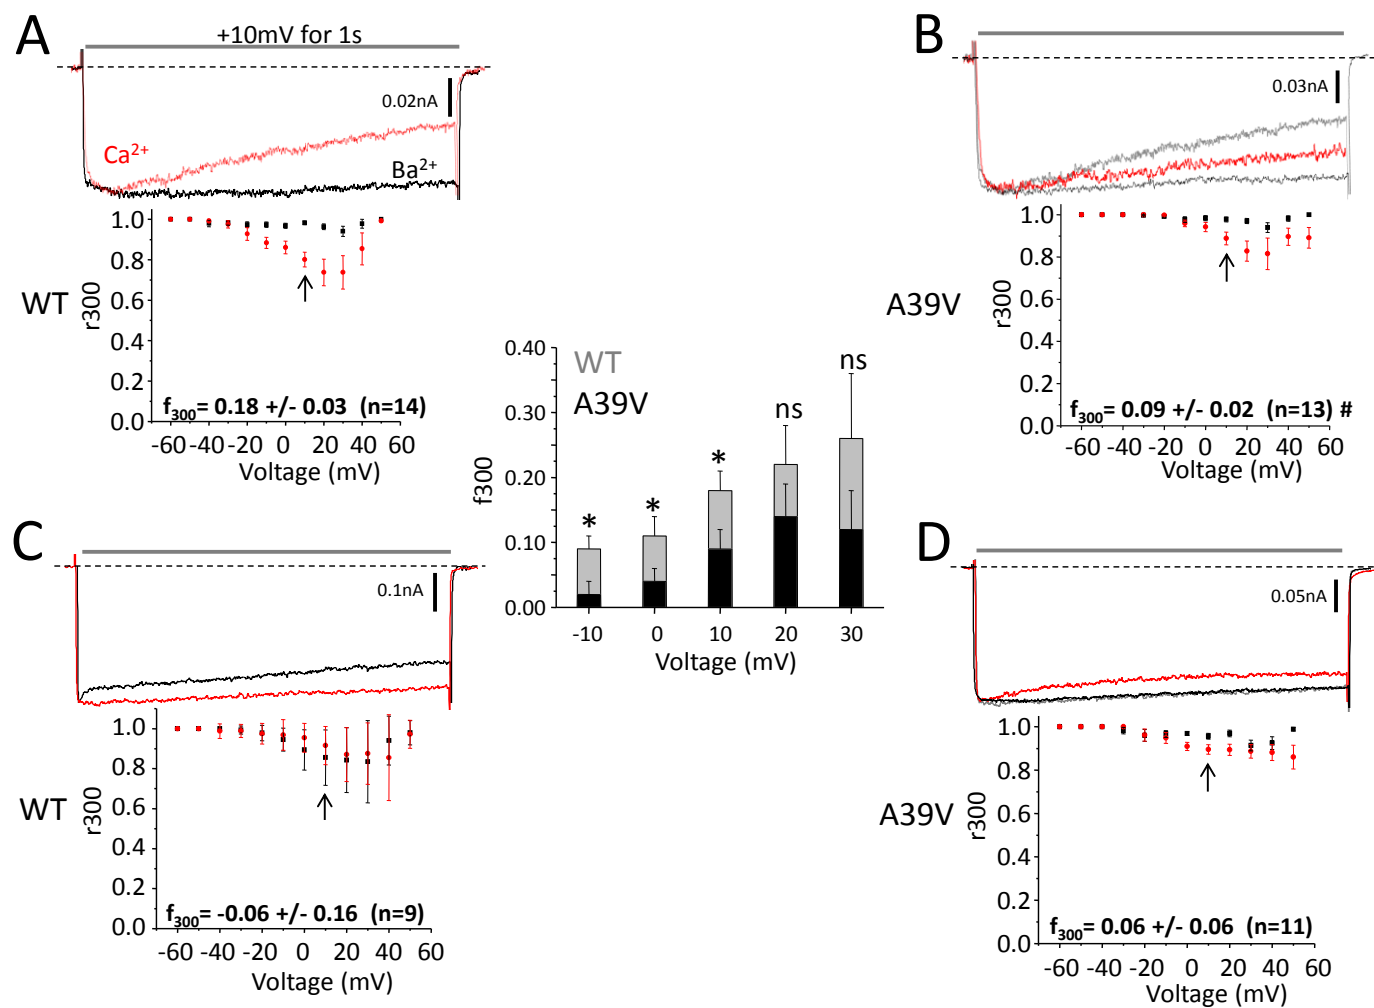 A
+10mV for 1s
0.02nA
Ca²⁺
Ba²⁺
WT
r300
1.0
0.8
0.6
0.4
0.2
0.0
f₃₀₀= 0.18 +/- 0.03 (n=14)
-60 -40 -20 0 20 40 60
Voltage (mV)
B
0.03nA
A39V
r300
1.0
0.8
0.6
0.4
0.2
0.0
f₃₀₀= 0.09 +/- 0.02 (n=13) #
-60 -40 -20 0 20 40 60
Voltage (mV)
f300
0.40
0.30
0.20
0.10
0.00
WT
A39V
* * * ns ns
-10 0 10 20 30
Voltage (mV)
C
0.1nA
WT
r300
1.0
0.8
0.6
0.4
0.2
0.0
f₃₀₀= -0.06 +/- 0.16 (n=9)
-60 -40 -20 0 20 40 60
Voltage (mV)
D
0.05nA
A39V
r300
1.0
0.8
0.6
0.4
0.2
0.0
f₃₀₀= 0.06 +/- 0.06 (n=11)
-60 -40 -20 0 20 40 60
Voltage (mV)